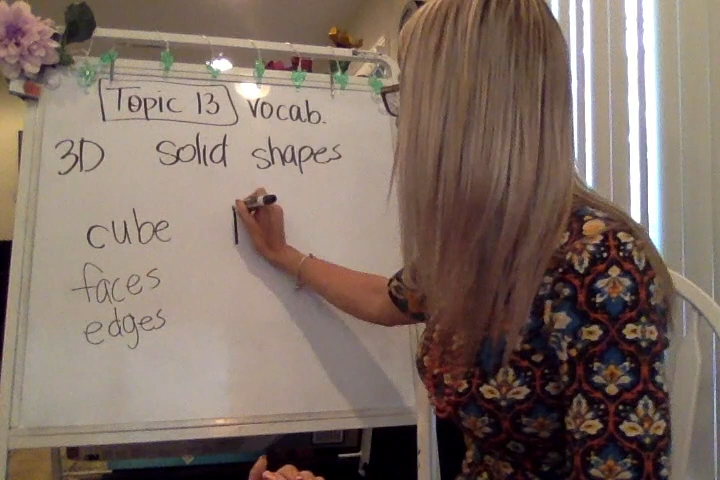 Topic 13 Vocab.
3D solid shapes
cube
faces
edges